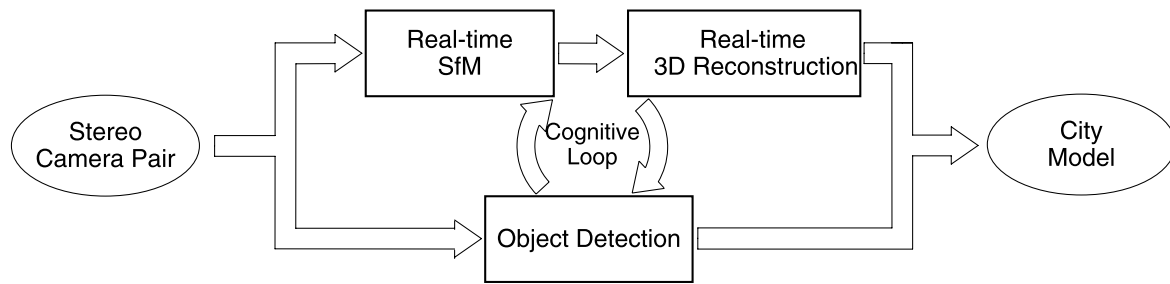 Real-time
SfM
Real-time
3D Reconstruction
Stereo
Camera Pair
Cognitive
Loop
City
Model
Object Detection